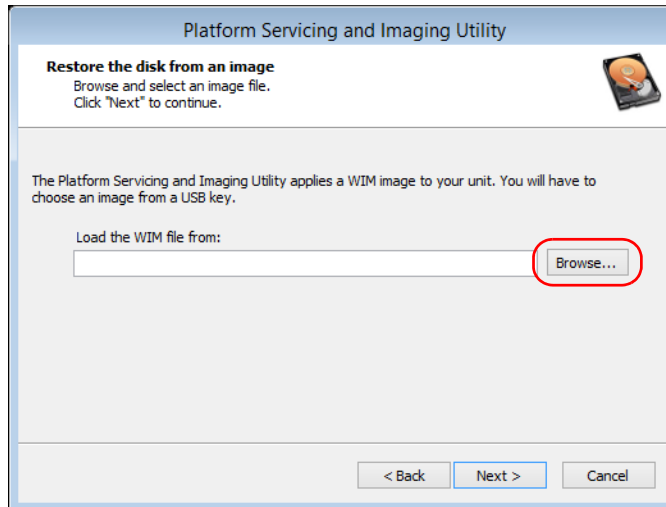 Platform Servicing and Imaging Utility
Restore the disk from an image
Browse and select an image file.
Click "Next" to continue.
The Platform Servicing and Imaging Utility applies a WIM image to your unit. You will have to
choose an image from a USB key.
Load the WIM file from:
Browse...
< Back Next > Cancel